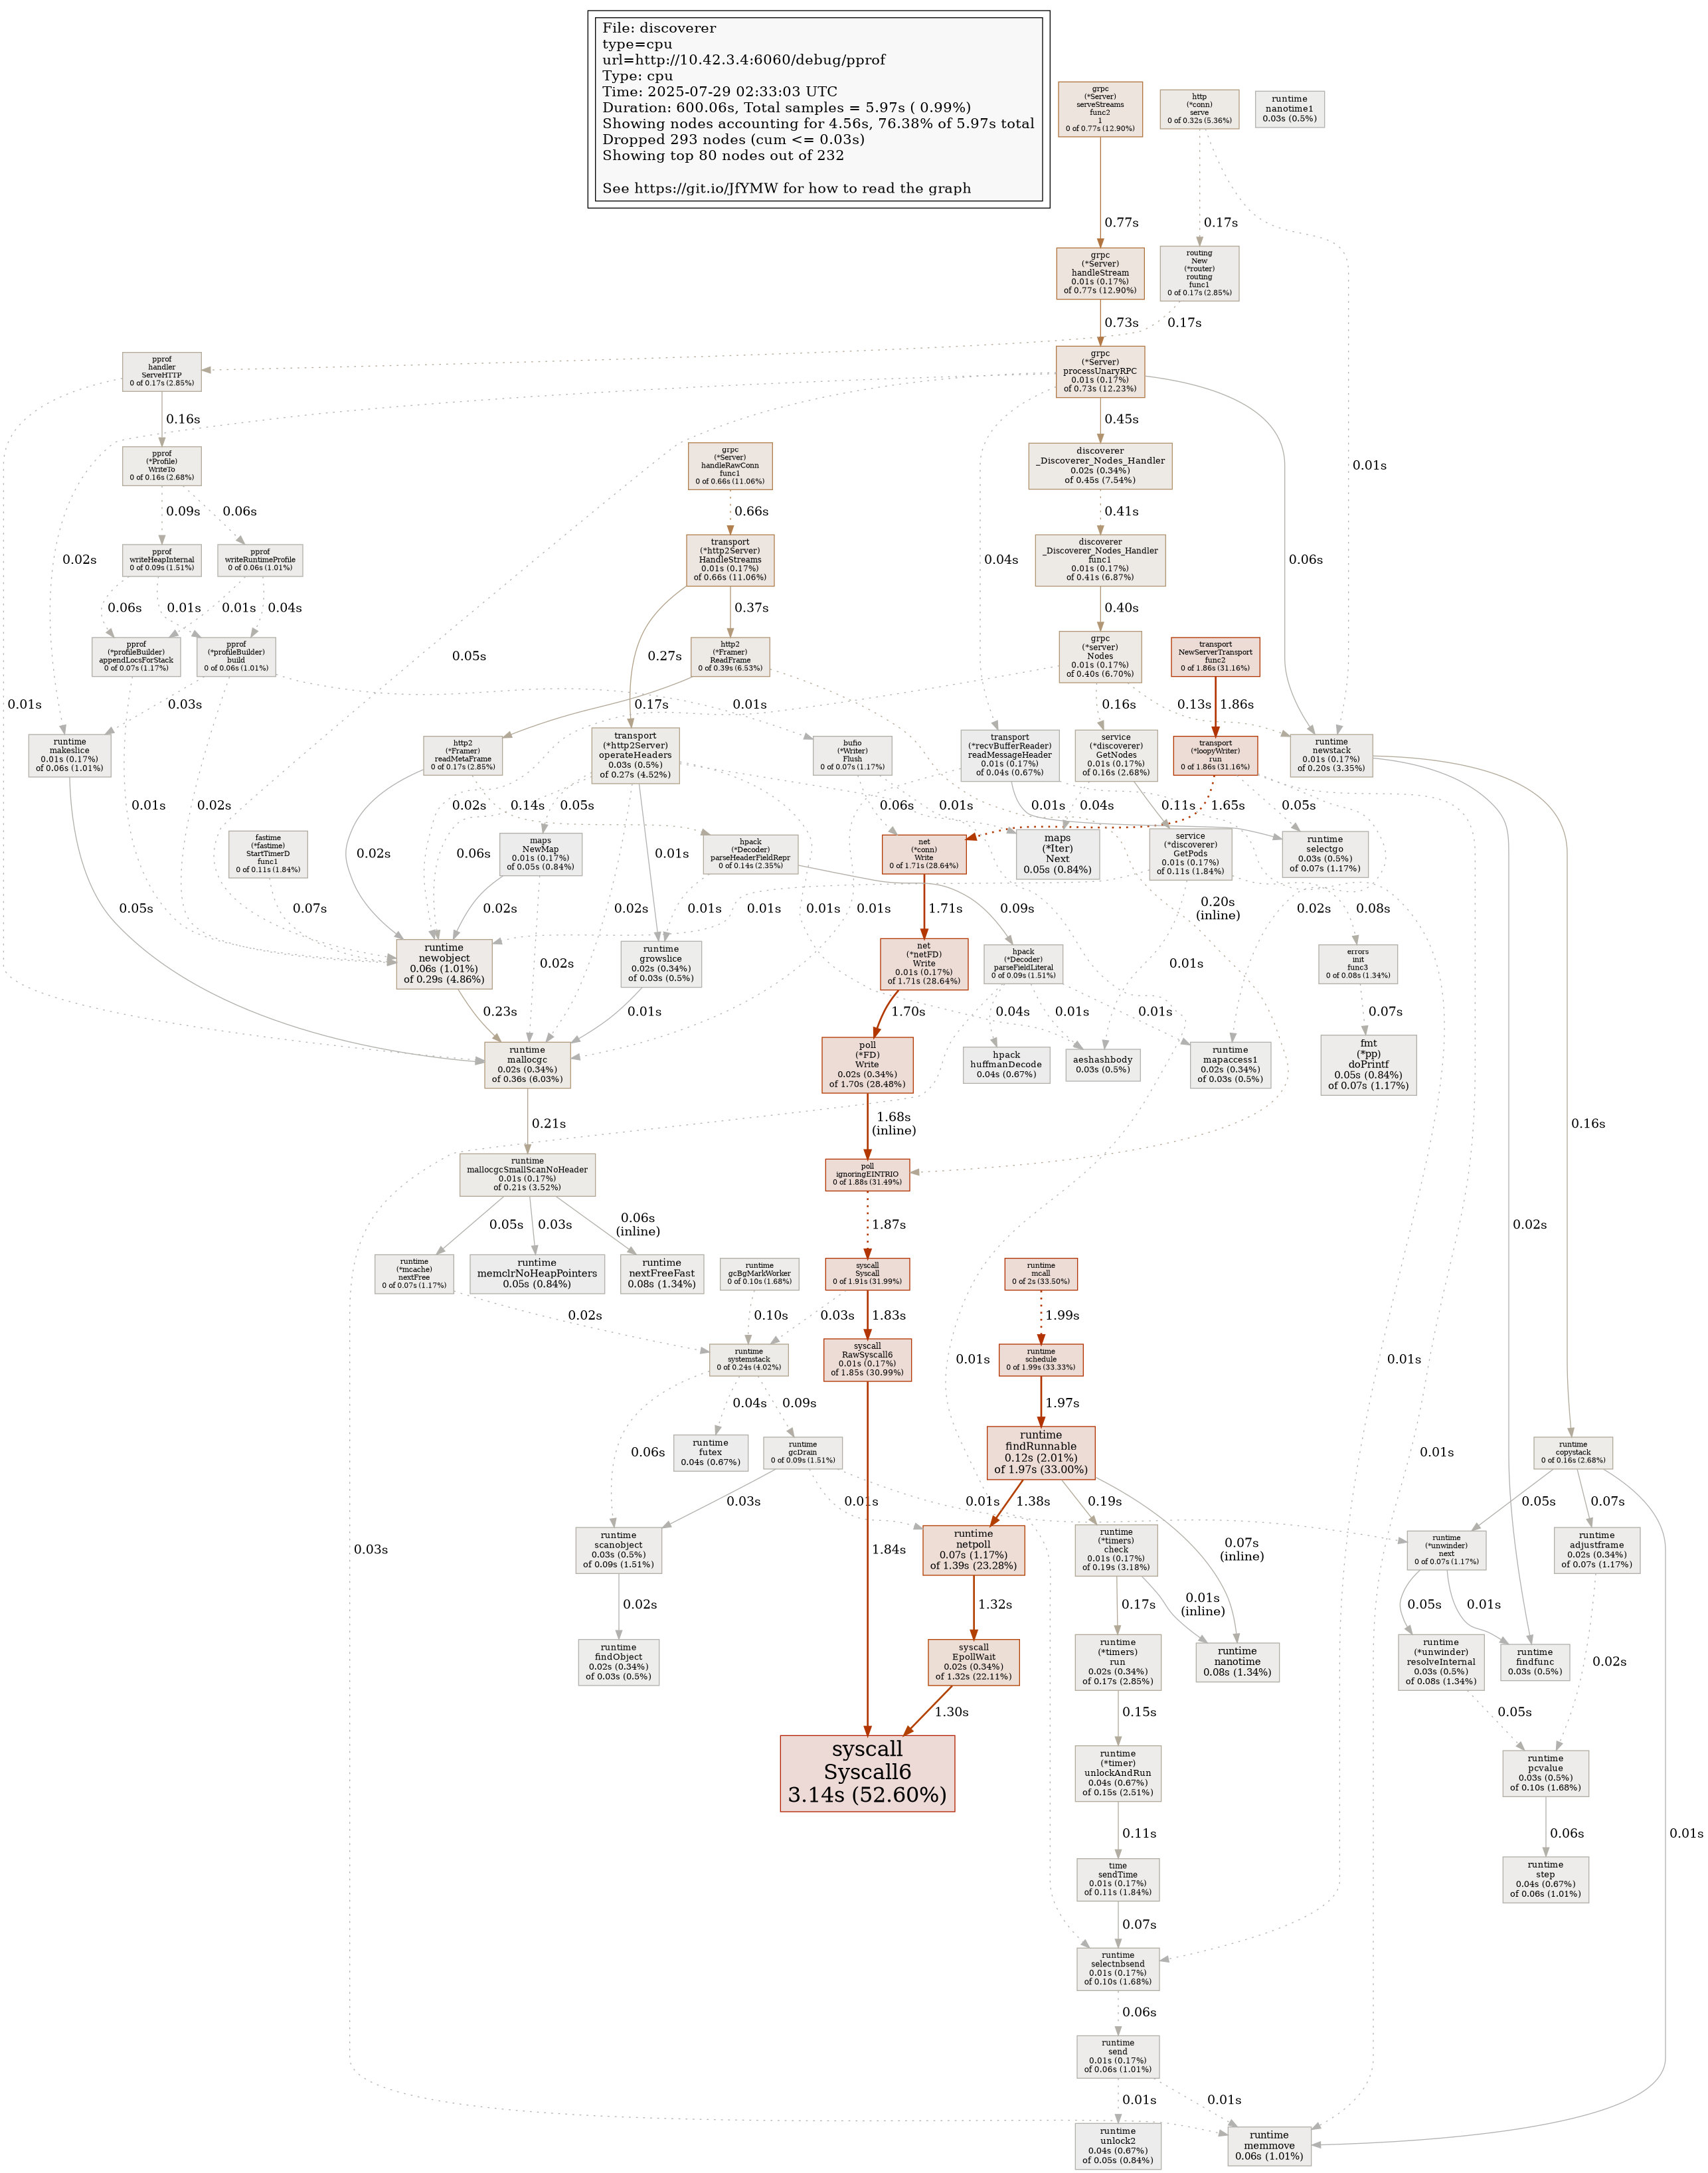 File: discoverer
type=cpu
url=http://10.42.3.4:6060/debug/pprof
Type: cpu
Time: 2025-07-29 02:33:03 UTC
Duration: 600.06s, Total samples = 5.97s ( 0.99%)
Showing nodes accounting for 4.56s, 76.38% of 5.97s total
Dropped 293 nodes (cum <= 0.03s)
Showing top 80 nodes out of 232
See https://git.io/JfYMW for how to read the graph
grpc
(*Server)
serveStreams
func2
1
0 of 0.77s (12.90%)
http
(*conn)
serve
0 of 0.32s (5.36%)
runtime
nanotime1
0.03s (0.5%)
0.77s
0.17s
grpc
(*Server)
handleStream
0.01s (0.17%)
of 0.77s (12.90%)
routing
New
(*router)
routing
func1
0 of 0.17s (2.85%)
0.73s
0.17s
pprof
handler
ServeHTTP
0 of 0.17s (2.85%)
grpc
(*Server)
processUnaryRPC
0.01s (0.17%)
of 0.73s (12.23%)
0.16s
0.45s
0.01s
pprof
(*Profile)
WriteTo
0 of 0.16s (2.68%)
grpc
(*Server)
handleRawConn
func1
0 of 0.66s (11.06%)
discoverer
_Discoverer_Nodes_Handler
0.02s (0.34%)
of 0.45s (7.54%)
0.09s
0.06s
0.66s
0.41s
0.02s
pprof
writeHeapInternal
0 of 0.09s (1.51%)
pprof
writeRuntimeProfile
0 of 0.06s (1.01%)
transport
(*http2Server)
HandleStreams
0.01s (0.17%)
of 0.66s (11.06%)
0.04s
discoverer
_Discoverer_Nodes_Handler
func1
0.01s (0.17%)
of 0.41s (6.87%)
0.06s
0.06s
0.01s
0.01s
0.04s
0.37s
0.40s
pprof
(*profileBuilder)
appendLocsForStack
0 of 0.07s (1.17%)
pprof
(*profileBuilder)
build
0 of 0.06s (1.01%)
0.05s
0.27s
http2
(*Framer)
ReadFrame
0 of 0.39s (6.53%)
grpc
(*server)
Nodes
0.01s (0.17%)
of 0.40s (6.70%)
transport
NewServerTransport
func2
0 of 1.86s (31.16%)
0.01s
0.03s
0.17s
0.01s
0.16s
0.13s
1.86s
runtime
makeslice
0.01s (0.17%)
of 0.06s (1.01%)
http2
(*Framer)
readMetaFrame
0 of 0.17s (2.85%)
transport
(*http2Server)
operateHeaders
0.03s (0.5%)
of 0.27s (4.52%)
bufio
(*Writer)
Flush
0 of 0.07s (1.17%)
transport
(*recvBufferReader)
readMessageHeader
0.01s (0.17%)
of 0.04s (0.67%)
service
(*discoverer)
GetNodes
0.01s (0.17%)
of 0.16s (2.68%)
transport
(*loopyWriter)
run
0 of 1.86s (31.16%)
runtime
newstack
0.01s (0.17%)
of 0.20s (3.35%)
0.01s
0.02s
0.02s
0.14s
0.05s
0.06s
0.01s
0.01s
0.04s
0.11s
1.65s
0.05s
fastime
(*fastime)
StartTimerD
func1
0 of 0.11s (1.84%)
0.02s
0.06s
maps
NewMap
0.01s (0.17%)
of 0.05s (0.84%)
0.01s
hpack
(*Decoder)
parseHeaderFieldRepr
0 of 0.14s (2.35%)
net
(*conn)
Write
0 of 1.71s (28.64%)
maps
(*Iter)
Next
0.05s (0.84%)
service
(*discoverer)
GetPods
0.01s (0.17%)
of 0.11s (1.84%)
runtime
selectgo
0.03s (0.5%)
of 0.07s (1.17%)
0.05s
0.07s
0.02s
0.02s
0.01s
0.01s
0.01s
0.01s
0.09s
1.71s
0.20s
(inline)
0.02s
0.08s
runtime
newobject
0.06s (1.01%)
of 0.29s (4.86%)
0.02s
runtime
growslice
0.02s (0.34%)
of 0.03s (0.5%)
net
(*netFD)
Write
0.01s (0.17%)
of 1.71s (28.64%)
hpack
(*Decoder)
parseFieldLiteral
0 of 0.09s (1.51%)
0.01s
errors
init
func3
0 of 0.08s (1.34%)
0.23s
0.01s
1.70s
0.04s
0.01s
0.01s
0.07s
runtime
mallocgc
0.02s (0.34%)
of 0.36s (6.03%)
poll
(*FD)
Write
0.02s (0.34%)
of 1.70s (28.48%)
hpack
huffmanDecode
0.04s (0.67%)
aeshashbody
0.03s (0.5%)
runtime
mapaccess1
0.02s (0.34%)
of 0.03s (0.5%)
fmt
(*pp)
doPrintf
0.05s (0.84%)
of 0.07s (1.17%)
0.21s
1.68s
(inline)
0.16s
runtime
mallocgcSmallScanNoHeader
0.01s (0.17%)
of 0.21s (3.52%)
poll
ignoringEINTRIO
0 of 1.88s (31.49%)
0.05s
0.03s
0.06s
(inline)
1.87s
0.02s
runtime
(*mcache)
nextFree
0 of 0.07s (1.17%)
runtime
memclrNoHeapPointers
0.05s (0.84%)
runtime
nextFreeFast
0.08s (1.34%)
runtime
gcBgMarkWorker
0 of 0.10s (1.68%)
syscall
Syscall
0 of 1.91s (31.99%)
runtime
mcall
0 of 2s (33.50%)
0.02s
0.10s
0.03s
1.83s
1.99s
runtime
systemstack
0 of 0.24s (4.02%)
syscall
RawSyscall6
0.01s (0.17%)
of 1.85s (30.99%)
0.01s
runtime
schedule
0 of 1.99s (33.33%)
0.01s
0.04s
0.09s
1.97s
0.06s
runtime
futex
0.04s (0.67%)
runtime
gcDrain
0 of 0.09s (1.51%)
runtime
findRunnable
0.12s (2.01%)
of 1.97s (33.00%)
0.01s
runtime
copystack
0 of 0.16s (2.68%)
0.03s
0.01s
0.01s
1.38s
0.19s
0.05s
0.07s
0.03s
runtime
scanobject
0.03s (0.5%)
of 0.09s (1.51%)
1.84s
runtime
netpoll
0.07s (1.17%)
of 1.39s (23.28%)
runtime
(*timers)
check
0.01s (0.17%)
of 0.19s (3.18%)
0.07s
(inline)
runtime
(*unwinder)
next
0 of 0.07s (1.17%)
runtime
adjustframe
0.02s (0.34%)
of 0.07s (1.17%)
0.02s
1.32s
0.17s
0.01s
(inline)
0.05s
0.01s
runtime
findObject
0.02s (0.34%)
of 0.03s (0.5%)
syscall
EpollWait
0.02s (0.34%)
of 1.32s (22.11%)
runtime
(*timers)
run
0.02s (0.34%)
of 0.17s (2.85%)
runtime
nanotime
0.08s (1.34%)
runtime
(*unwinder)
resolveInternal
0.03s (0.5%)
of 0.08s (1.34%)
runtime
findfunc
0.03s (0.5%)
0.02s
1.30s
0.15s
0.05s
syscall
Syscall6
3.14s (52.60%)
runtime
(*timer)
unlockAndRun
0.04s (0.67%)
of 0.15s (2.51%)
runtime
pcvalue
0.03s (0.5%)
of 0.10s (1.68%)
0.11s
0.06s
0.01s
time
sendTime
0.01s (0.17%)
of 0.11s (1.84%)
runtime
step
0.04s (0.67%)
of 0.06s (1.01%)
0.07s
runtime
selectnbsend
0.01s (0.17%)
of 0.10s (1.68%)
0.06s
runtime
send
0.01s (0.17%)
of 0.06s (1.01%)
0.01s
0.01s
runtime
unlock2
0.04s (0.67%)
of 0.05s (0.84%)
runtime
memmove
0.06s (1.01%)